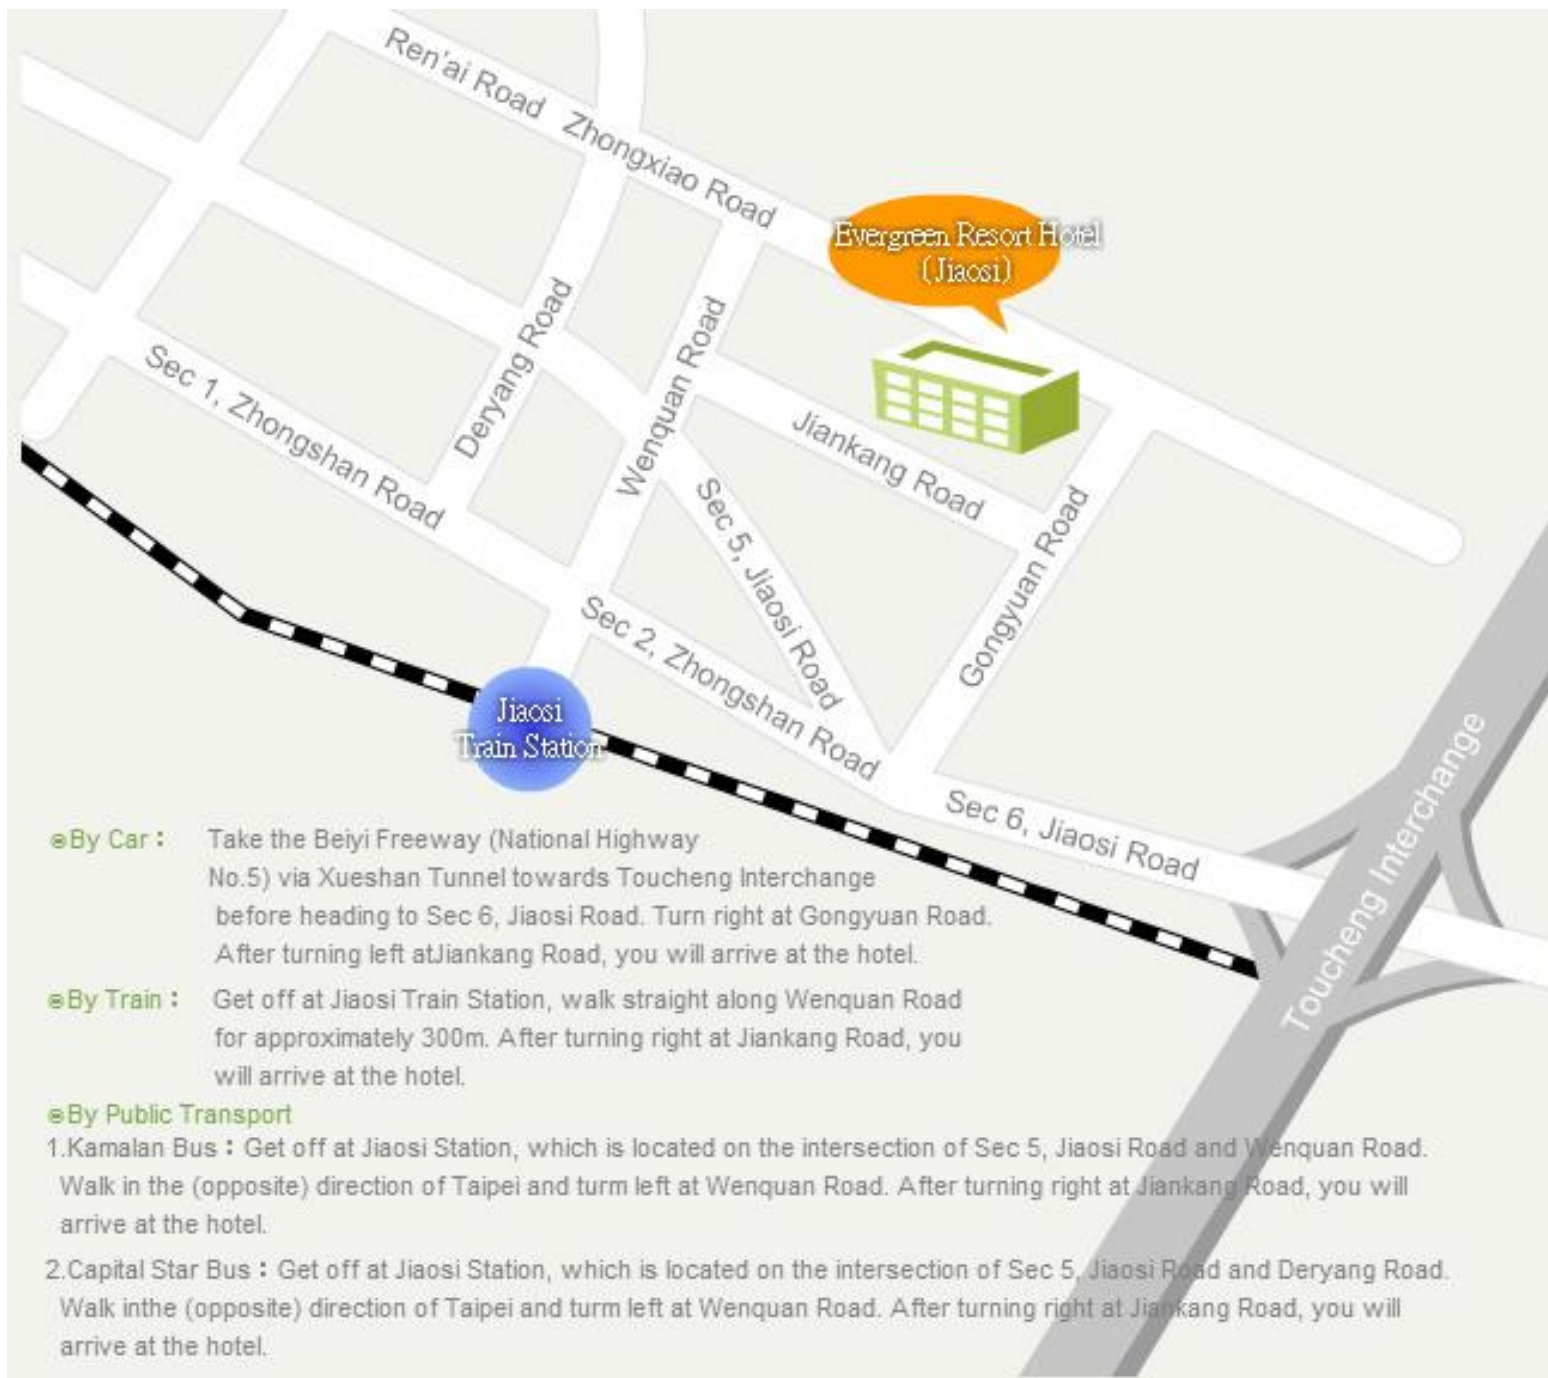 Ren'ai Road
Zhongxiao Road
Evergreen Resort Hotel
(Jiaosi)
Deryang Road
Wenquan Road
Sec 1, Zhongshan Road
Jiankang Road
Sec 5, Jiaosi Road
Gongyuan Road
Sec 2, Zhongshan Road
Jiaosi
Train Station
Sec 6, Jiaosi Road
Toucheng Interchange
By Car： Take the Beiyi Freeway (National Highway
No.5) via Xueshan Tunnel towards Toucheng Interchange
before heading to Sec 6, Jiaosi Road. Turn right at Gongyuan Road.
After turning left atJiankang Road, you will arrive at the hotel.
By Train： Get off at Jiaosi Train Station, walk straight along Wenquan Road
for approximately 300m. After turning right at Jiankang Road, you
will arrive at the hotel.
By Public Transport
1.Kamalan Bus：Get off at Jiaosi Station, which is located on the intersection of Sec 5, Jiaosi Road and Wenquan Road.
Walk in the (opposite) direction of Taipei and turm left at Wenquan Road. After turning right at Jiankang Road, you will
arrive at the hotel.
2.Capital Star Bus：Get off at Jiaosi Station, which is located on the intersection of Sec 5, Jiaosi Road and Deryang Road.
Walk inthe (opposite) direction of Taipei and turm left at Wenquan Road. After turning right at Jiankang Road, you will
arrive at the hotel.